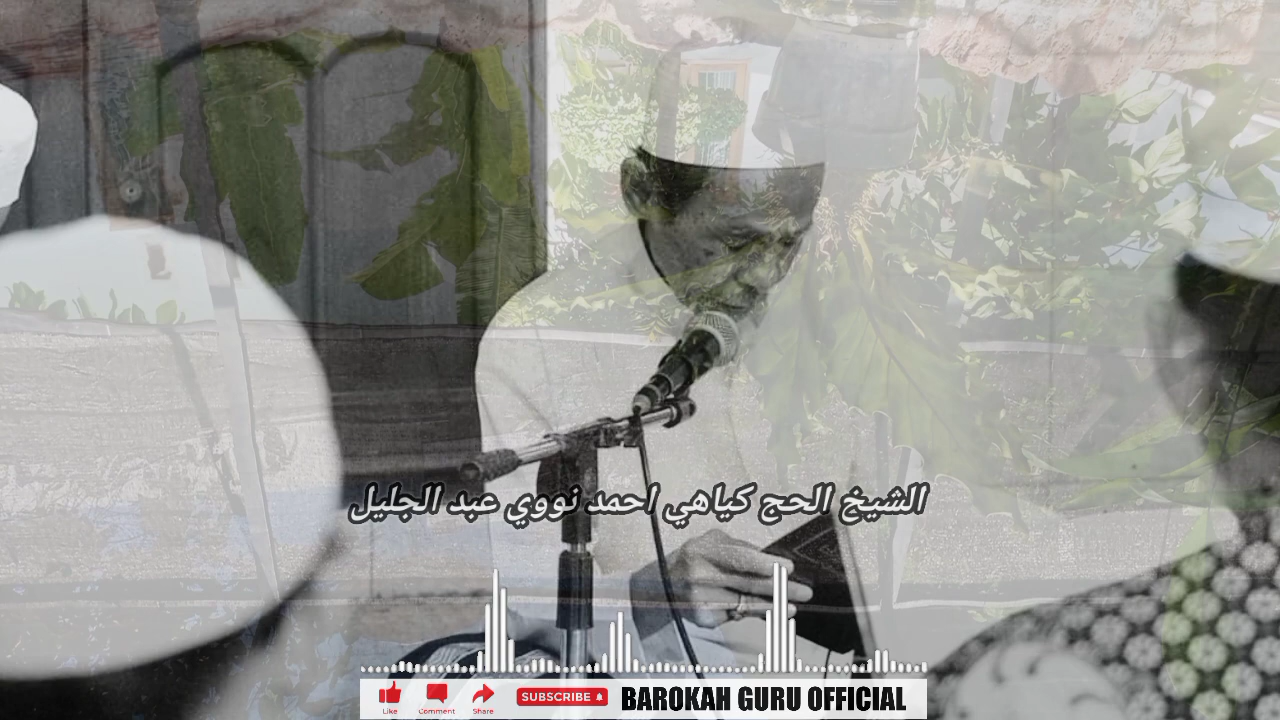 الشيخ الحج كياهي احمد نووي عبد الجليل
Like
Comment
Share
SUBSCRIBE
BAROKAH GURU OFFICIAL